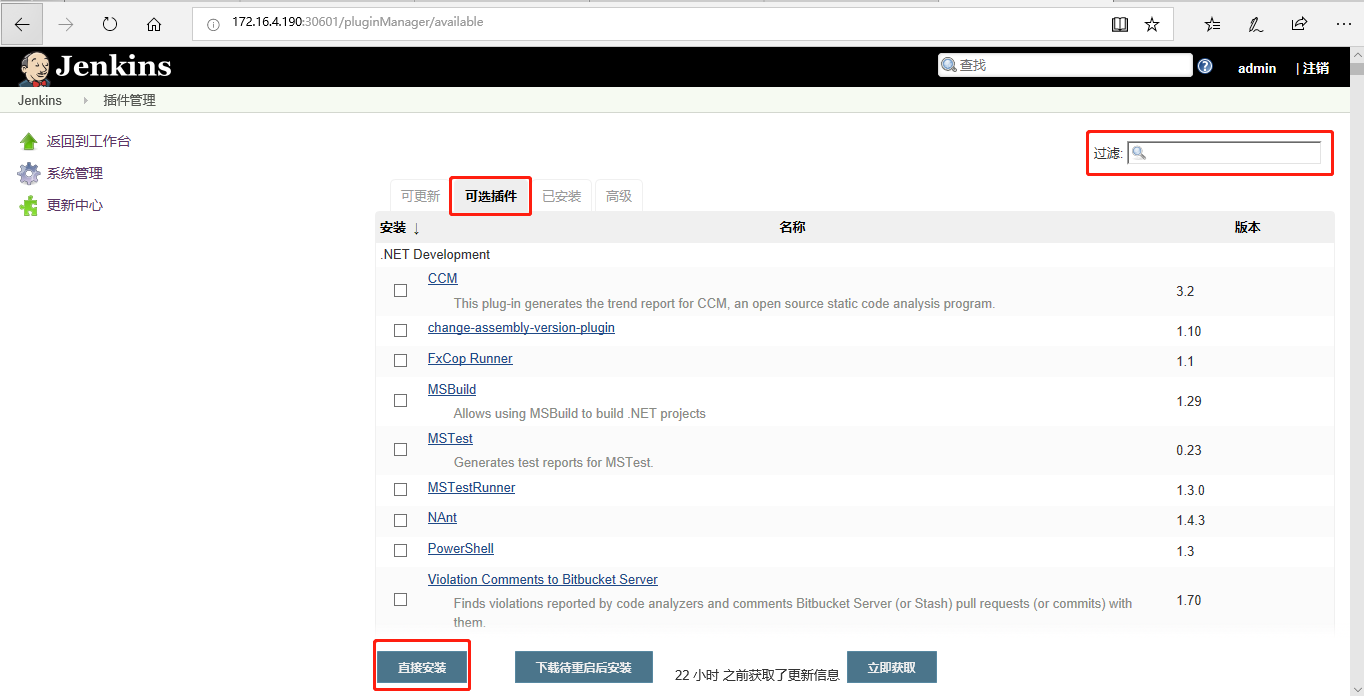 172.16.4.190:30601/pluginManager/available
Jenkins
查找
admin | 注销
Jenkins 插件管理
返回到工作台
系统管理
更新中心
过滤:
可更新 可选插件 已安装 高级
安装 ↓ 名称 版本
.NET Development
CCM
This plug-in generates the trend report for CCM, an open source static code analysis program.
3.2
change-assembly-version-plugin
1.10
FxCop Runner
1.1
MSBuild
Allows using MSBuild to build .NET projects
1.29
MSTest
Generates test reports for MSTest.
0.23
MSTestRunner
1.3.0
NAnt
1.4.3
PowerShell
1.3
Violation Comments to Bitbucket Server
Finds violations reported by code analyzers and comments Bitbucket Server (or Stash) pull requests (or commits) with
them.
1.70
直接安装 下载待重启后安装 22 小时 之前获取了更新信息 立即获取